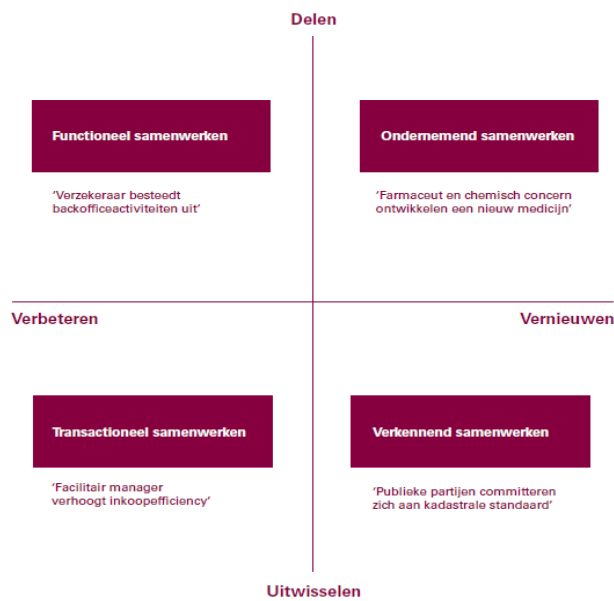 Delen
Functioneel samenwerken
Ondernemend samenwerken
‘Verzekeraar besteedt
backofficeactiviteiten uit’
‘Farmaceut en chemisch concern
ontwikkelen een nieuw medicijn’
Verbeteren
Vernieuwen
Transactioneel samenwerken
Verkennend samenwerken
‘Facilitair manager
verhoogt inkoopefficiency’
‘Publieke partijen committeren
zich aan kadastrale standaard’
Uitwisselen